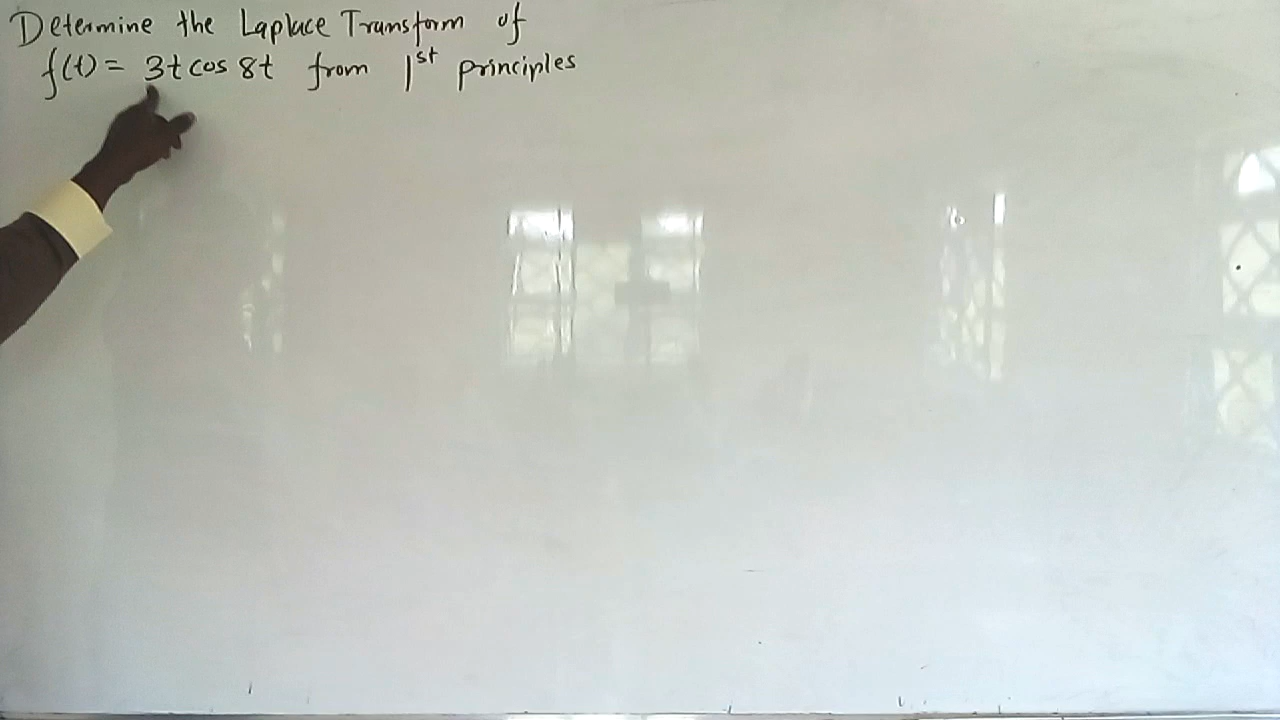 Determine the Laplace Transform of
f(t) = 3t cos 8t from 1st principles